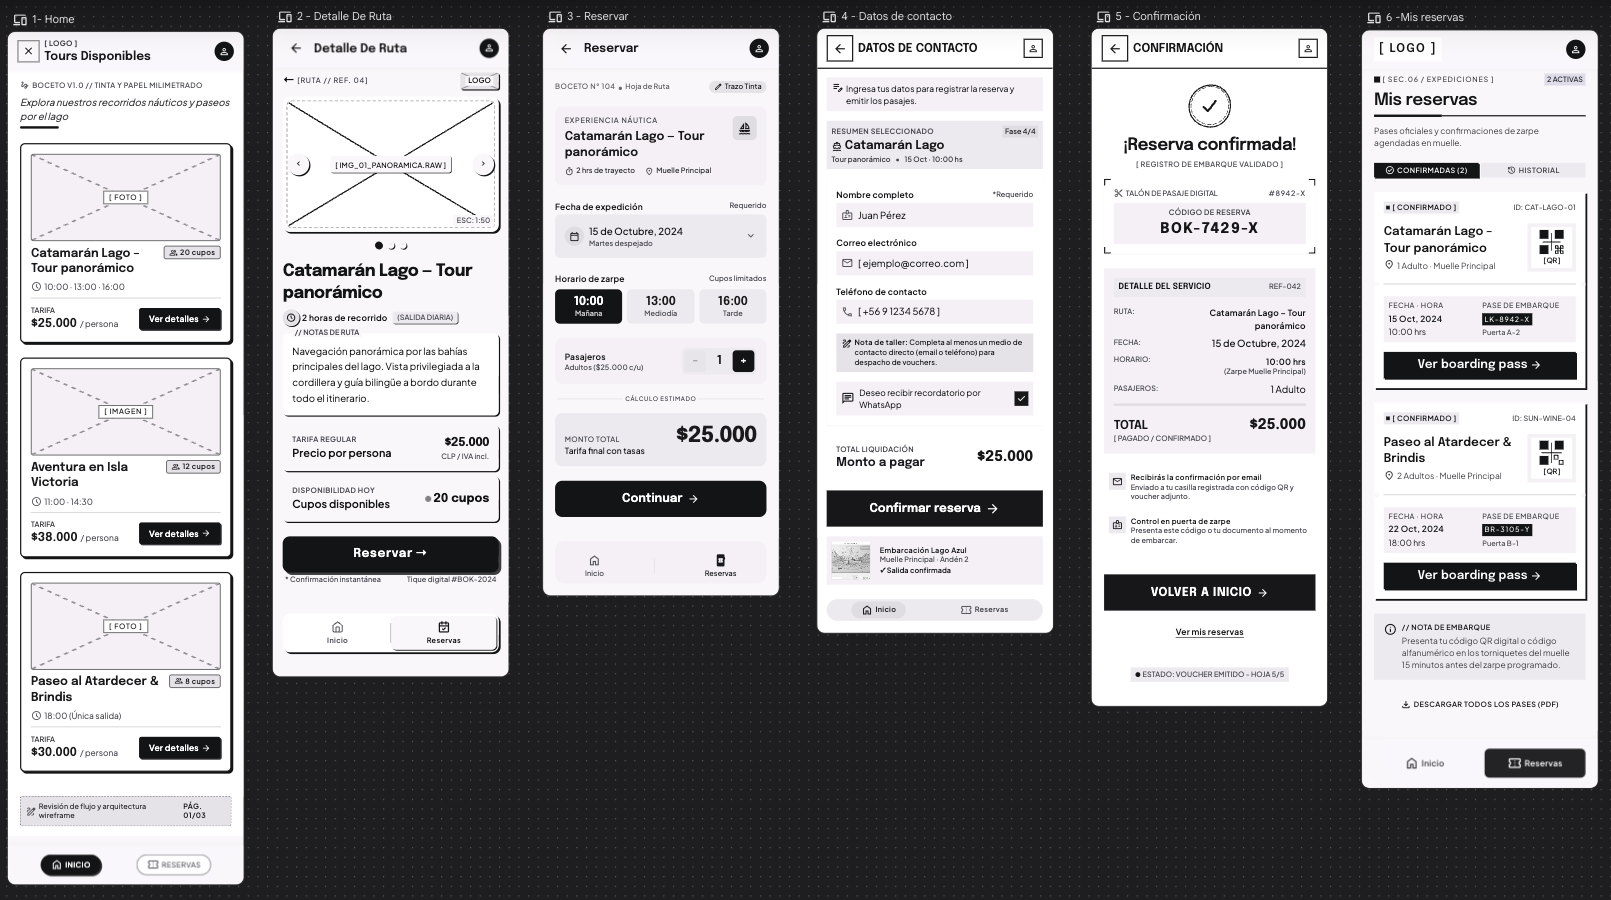 1- Home
[ LOGO ]
Tours Disponibles
BOCETO V1.0 // TINTA Y PAPEL MILIMETRADO
Explora nuestros recorridos náuticos y paseos
por el lago
[ FOTO ]
Catamarán Lago –
Tour panorámico
20 cupos
10:00 · 13:00 · 16:00
TARIFA
$25.000 / persona
Ver detalles →
[ IMAGEN ]
Aventura en Isla
Victoria
12 cupos
11:00 · 14:30
TARIFA
$38.000 / persona
Ver detalles →
[ FOTO ]
Paseo al Atardecer &
Brindis
8 cupos
18:00 (Única salida)
TARIFA
$30.000 / persona
Ver detalles →
Revisión de flujo y arquitectura
wireframe
PÁG.
01/03
INICIO
RESERVAS
2 - Detalle De Ruta
← Detalle De Ruta
← [RUTA // REF. 04]
LOGO
[ IMG_01_PANORAMICA.RAW ]
ESC: 1:50
Catamarán Lago – Tour
panorámico
2 horas de recorrido
(SALIDA DIARIA)
// NOTAS DE RUTA
Navegación panorámica por las bahías
principales del lago. Vista privilegiada a la
cordillera y guía bilingüe a bordo durante
todo el itinerario.
TARIFA REGULAR
Precio por persona
$25.000
CLP / IVA incl.
DISPONIBILIDAD HOY
Cupos disponibles
20 cupos
Reservar →
* Confirmación instantánea
Tique digital #BOK-2024
Inicio
Reservas
3 - Reservar
← Reservar
BOCETO N° 104 • Hoja de Ruta
Trazo Tinta
EXPERIENCIA NÁUTICA
Catamarán Lago – Tour
panorámico
2 hrs de trayecto
Muelle Principal
Fecha de expedición
Requerido
15 de Octubre, 2024
Martes despejado
Horario de zarpe
Cupos limitados
10:00
Mañana
13:00
Mediodía
16:00
Tarde
Pasajeros
Adultos ($25.000 c/u)
− 1 +
CÁLCULO ESTIMADO
MONTO TOTAL
Tarifa final con tasas
$25.000
Continuar →
Inicio
Reservas
4 - Datos de contacto
← DATOS DE CONTACTO
Ingresa tus datos para registrar la reserva y
emitir los pasajes.
RESUMEN SELECCIONADO
Fase 4/4
Catamarán Lago
Tour panorámico • 15 Oct · 10:00 hs
Nombre completo
*Requerido
Juan Pérez
Correo electrónico
[ ejemplo@correo.com ]
Teléfono de contacto
[ +56 9 1234 5678 ]
Nota de taller: Completa al menos un medio de
contacto directo (email o teléfono) para
despacho de vouchers.
Deseo recibir recordatorio por
WhatsApp
TOTAL LIQUIDACIÓN
Monto a pagar
$25.000
Confirmar reserva →
Embarcación Lago Azul
Muelle Principal · Andén 2
✓Salida confirmada
Inicio
Reservas
5 - Confirmación
← CONFIRMACIÓN
¡Reserva confirmada!
[ REGISTRO DE EMBARQUE VALIDADO ]
TALÓN DE PASAJE DIGITAL
#8942-X
CÓDIGO DE RESERVA
BOK-7429-X
DETALLE DEL SERVICIO
REF-042
RUTA:
Catamarán Lago – Tour
panorámico
FECHA:
15 de Octubre, 2024
HORARIO:
10:00 hrs
(Zarpe Muelle Principal)
PASAJEROS:
1 Adulto
TOTAL
[ PAGADO / CONFIRMADO ]
$25.000
Recibirás la confirmación por email
Enviado a tu casilla registrada con código QR y
voucher adjunto.
Control en puerta de zarpe
Presenta este código o tu documento al momento
de embarcar.
VOLVER A INICIO →
Ver mis reservas
• ESTADO: VOUCHER EMITIDO - HOJA 5/5
6 -Mis reservas
[ LOGO ]
[ SEC.06 / EXPEDICIONES ]
2 ACTIVAS
Mis reservas
Pases oficiales y confirmaciones de zarpe
agendadas en muelle.
CONFIRMADAS (2)
HISTORIAL
[ CONFIRMADO ]
ID: CAT-LAGO-01
Catamarán Lago –
Tour panorámico
1 Adulto · Muelle Principal
[QR]
FECHA · HORA
15 Oct, 2024
10:00 hrs
PASE DE EMBARQUE
LK-8942-X
Puerta A-2
Ver boarding pass →
[ CONFIRMADO ]
ID: SUN-WINE-04
Paseo al Atardecer &
Brindis
2 Adultos · Muelle Principal
[QR]
FECHA · HORA
22 Oct, 2024
18:00 hrs
PASE DE EMBARQUE
BR-3105-Y
Puerta B-1
Ver boarding pass →
// NOTA DE EMBARQUE
Presenta tu código QR digital o código
alfanumérico en los torniquetes del muelle
15 minutos antes del zarpe programado.
DESCARGAR TODOS LOS PASES (PDF)
Inicio
Reservas